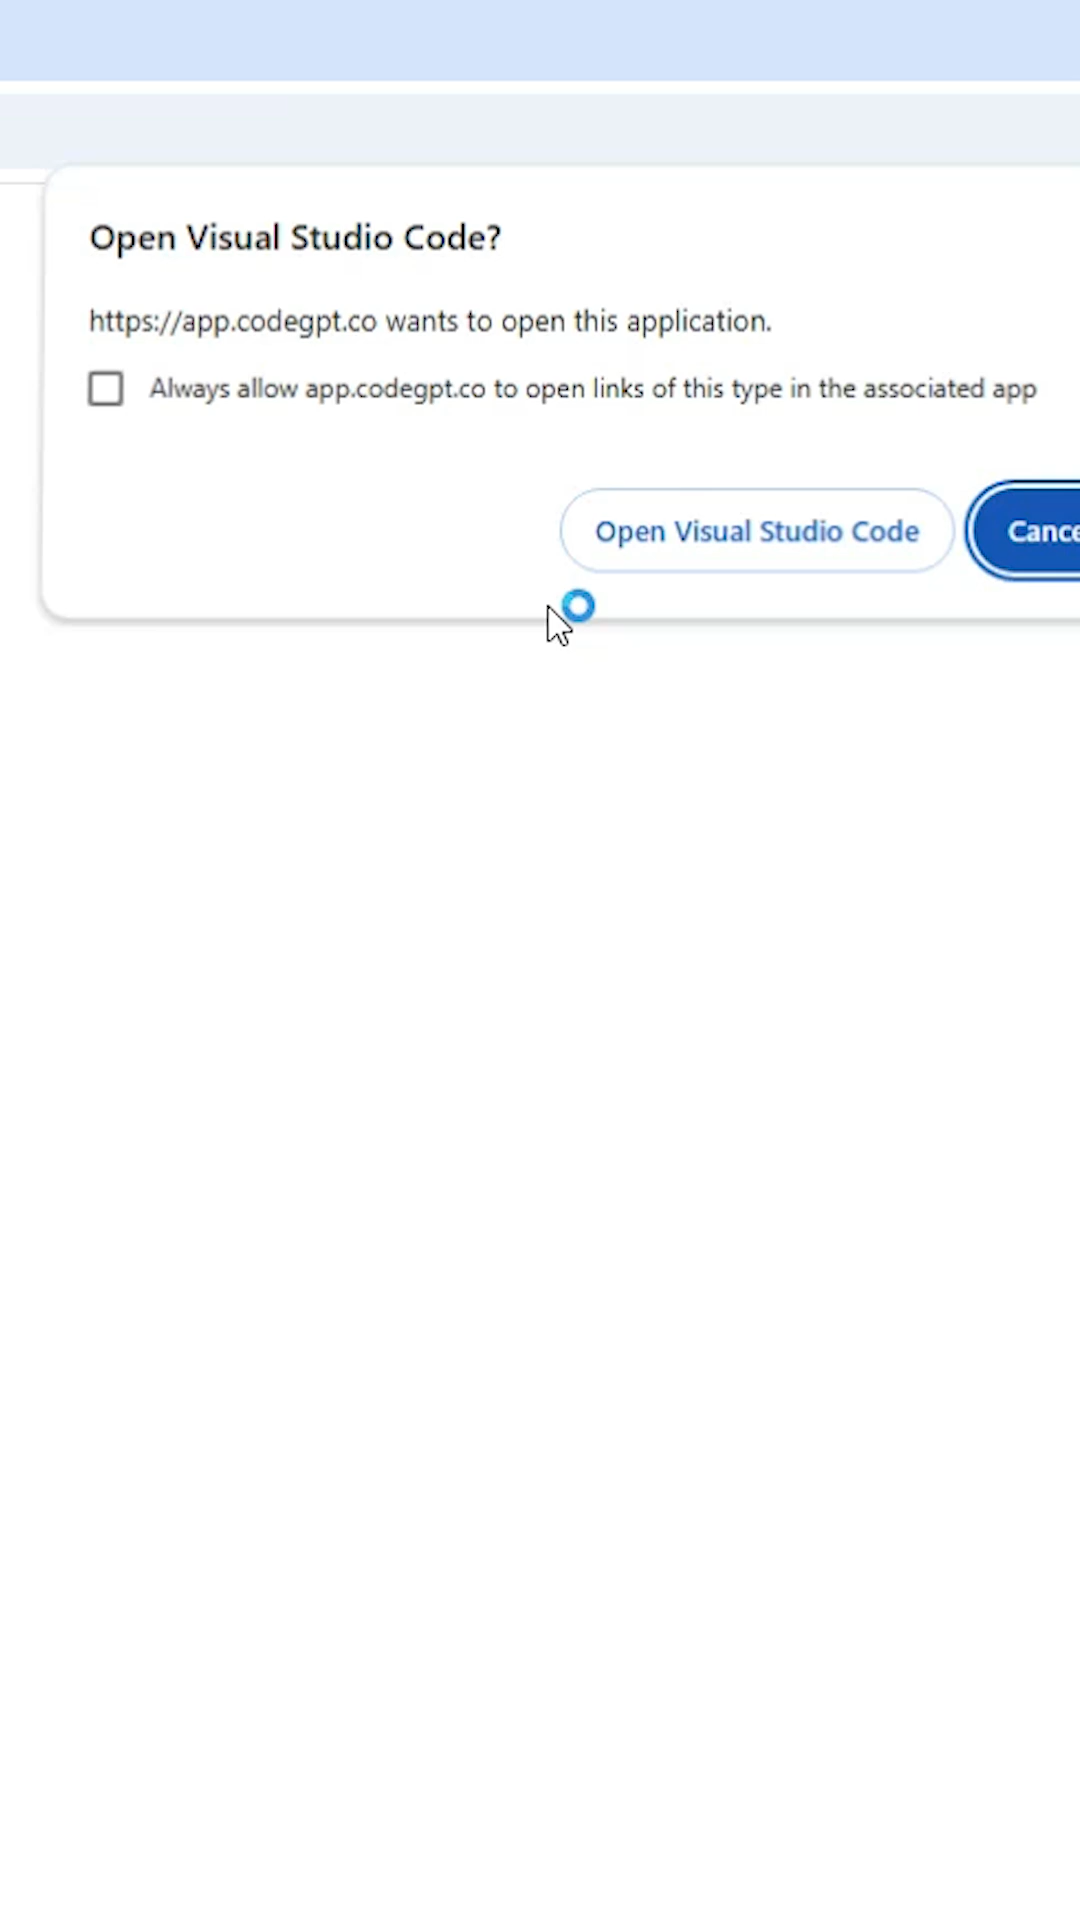 Open Visual Studio Code?
https://app.codegpt.co wants to open this application.
Always allow app.codegpt.co to open links of this type in the associated app
Open Visual Studio Code
Cance